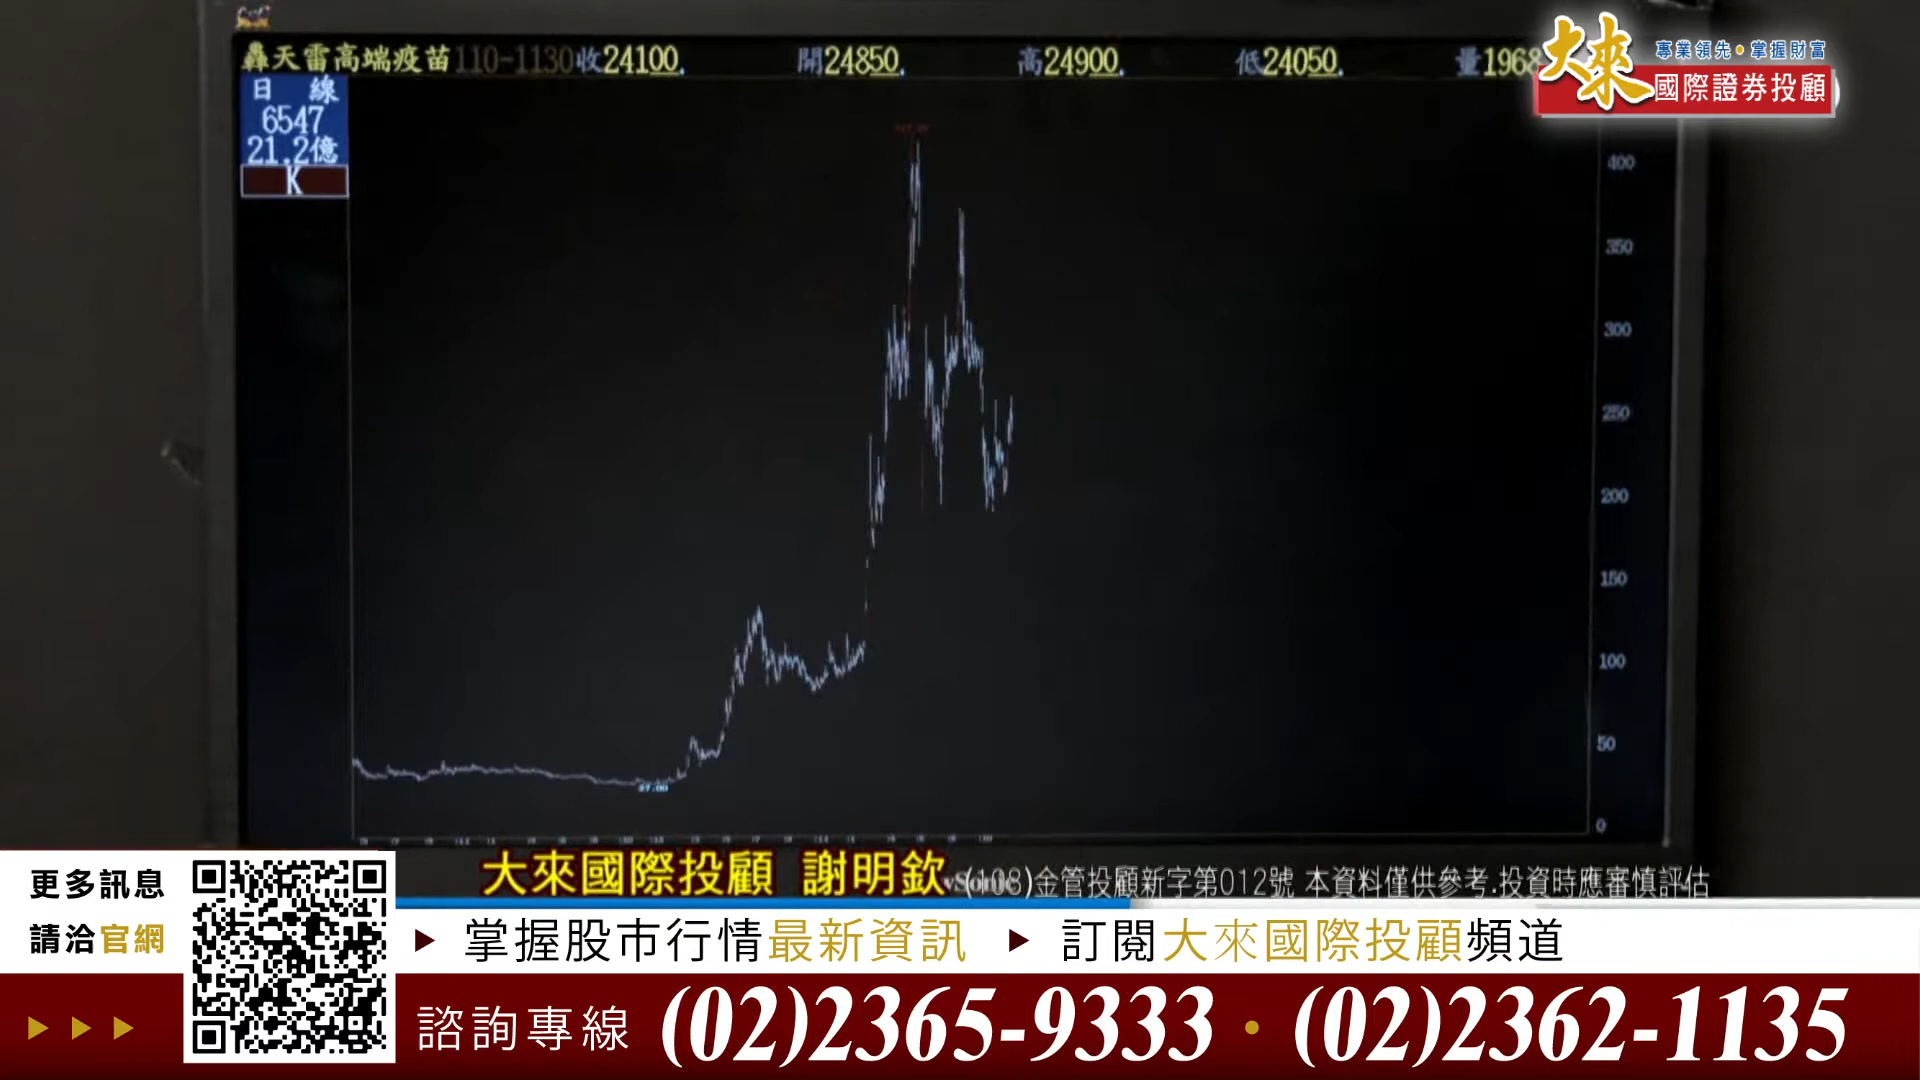 轟天雷高端疫苗110-1130收24100. 開24850. 高24900. 低24050. 量1968
大來 專業領先•掌握財富
國際證券投顧
日 線
6547
21.2億
K
400
350
300
250
200
150
100
50
0
27.00
大來國際投顧 謝明欽
(108)金管投顧新字第012號 本資料僅供參考.投資時應審慎評估
更多訊息
請洽官網
▶ 掌握股市行情最新資訊 ▶ 訂閱大來國際投顧頻道
諮詢專線 (02)2365-9333 • (02)2362-1135